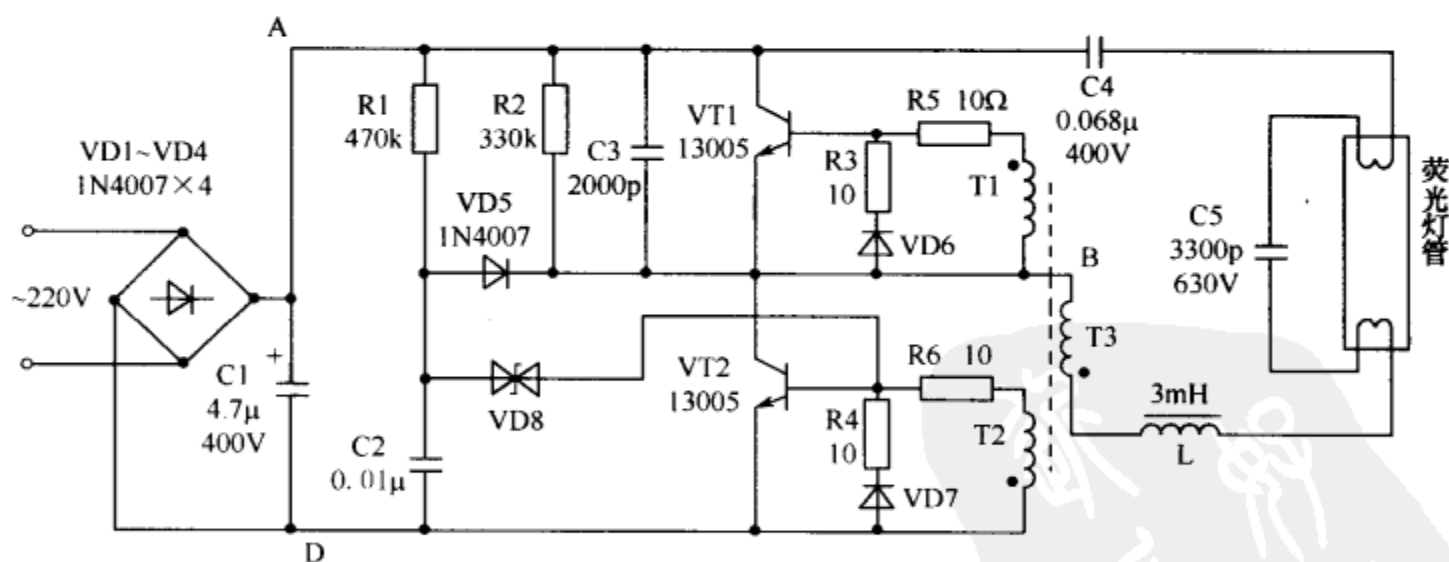 A
VD1~VD4
1N4007×4
~220V
+
C1
4.7μ
400V
D
R1
470k
R2
330k
C3
2000p
VD5
1N4007
VD8
C2
0.01μ
VT1
13005
R5 10Ω
R3
10
VD6
T1
VT2
13005
R6 10
R4
10
VD7
T2
C4
0.068μ
400V
B
T3
3mH
L
C5
3300p
630V
荧光灯管